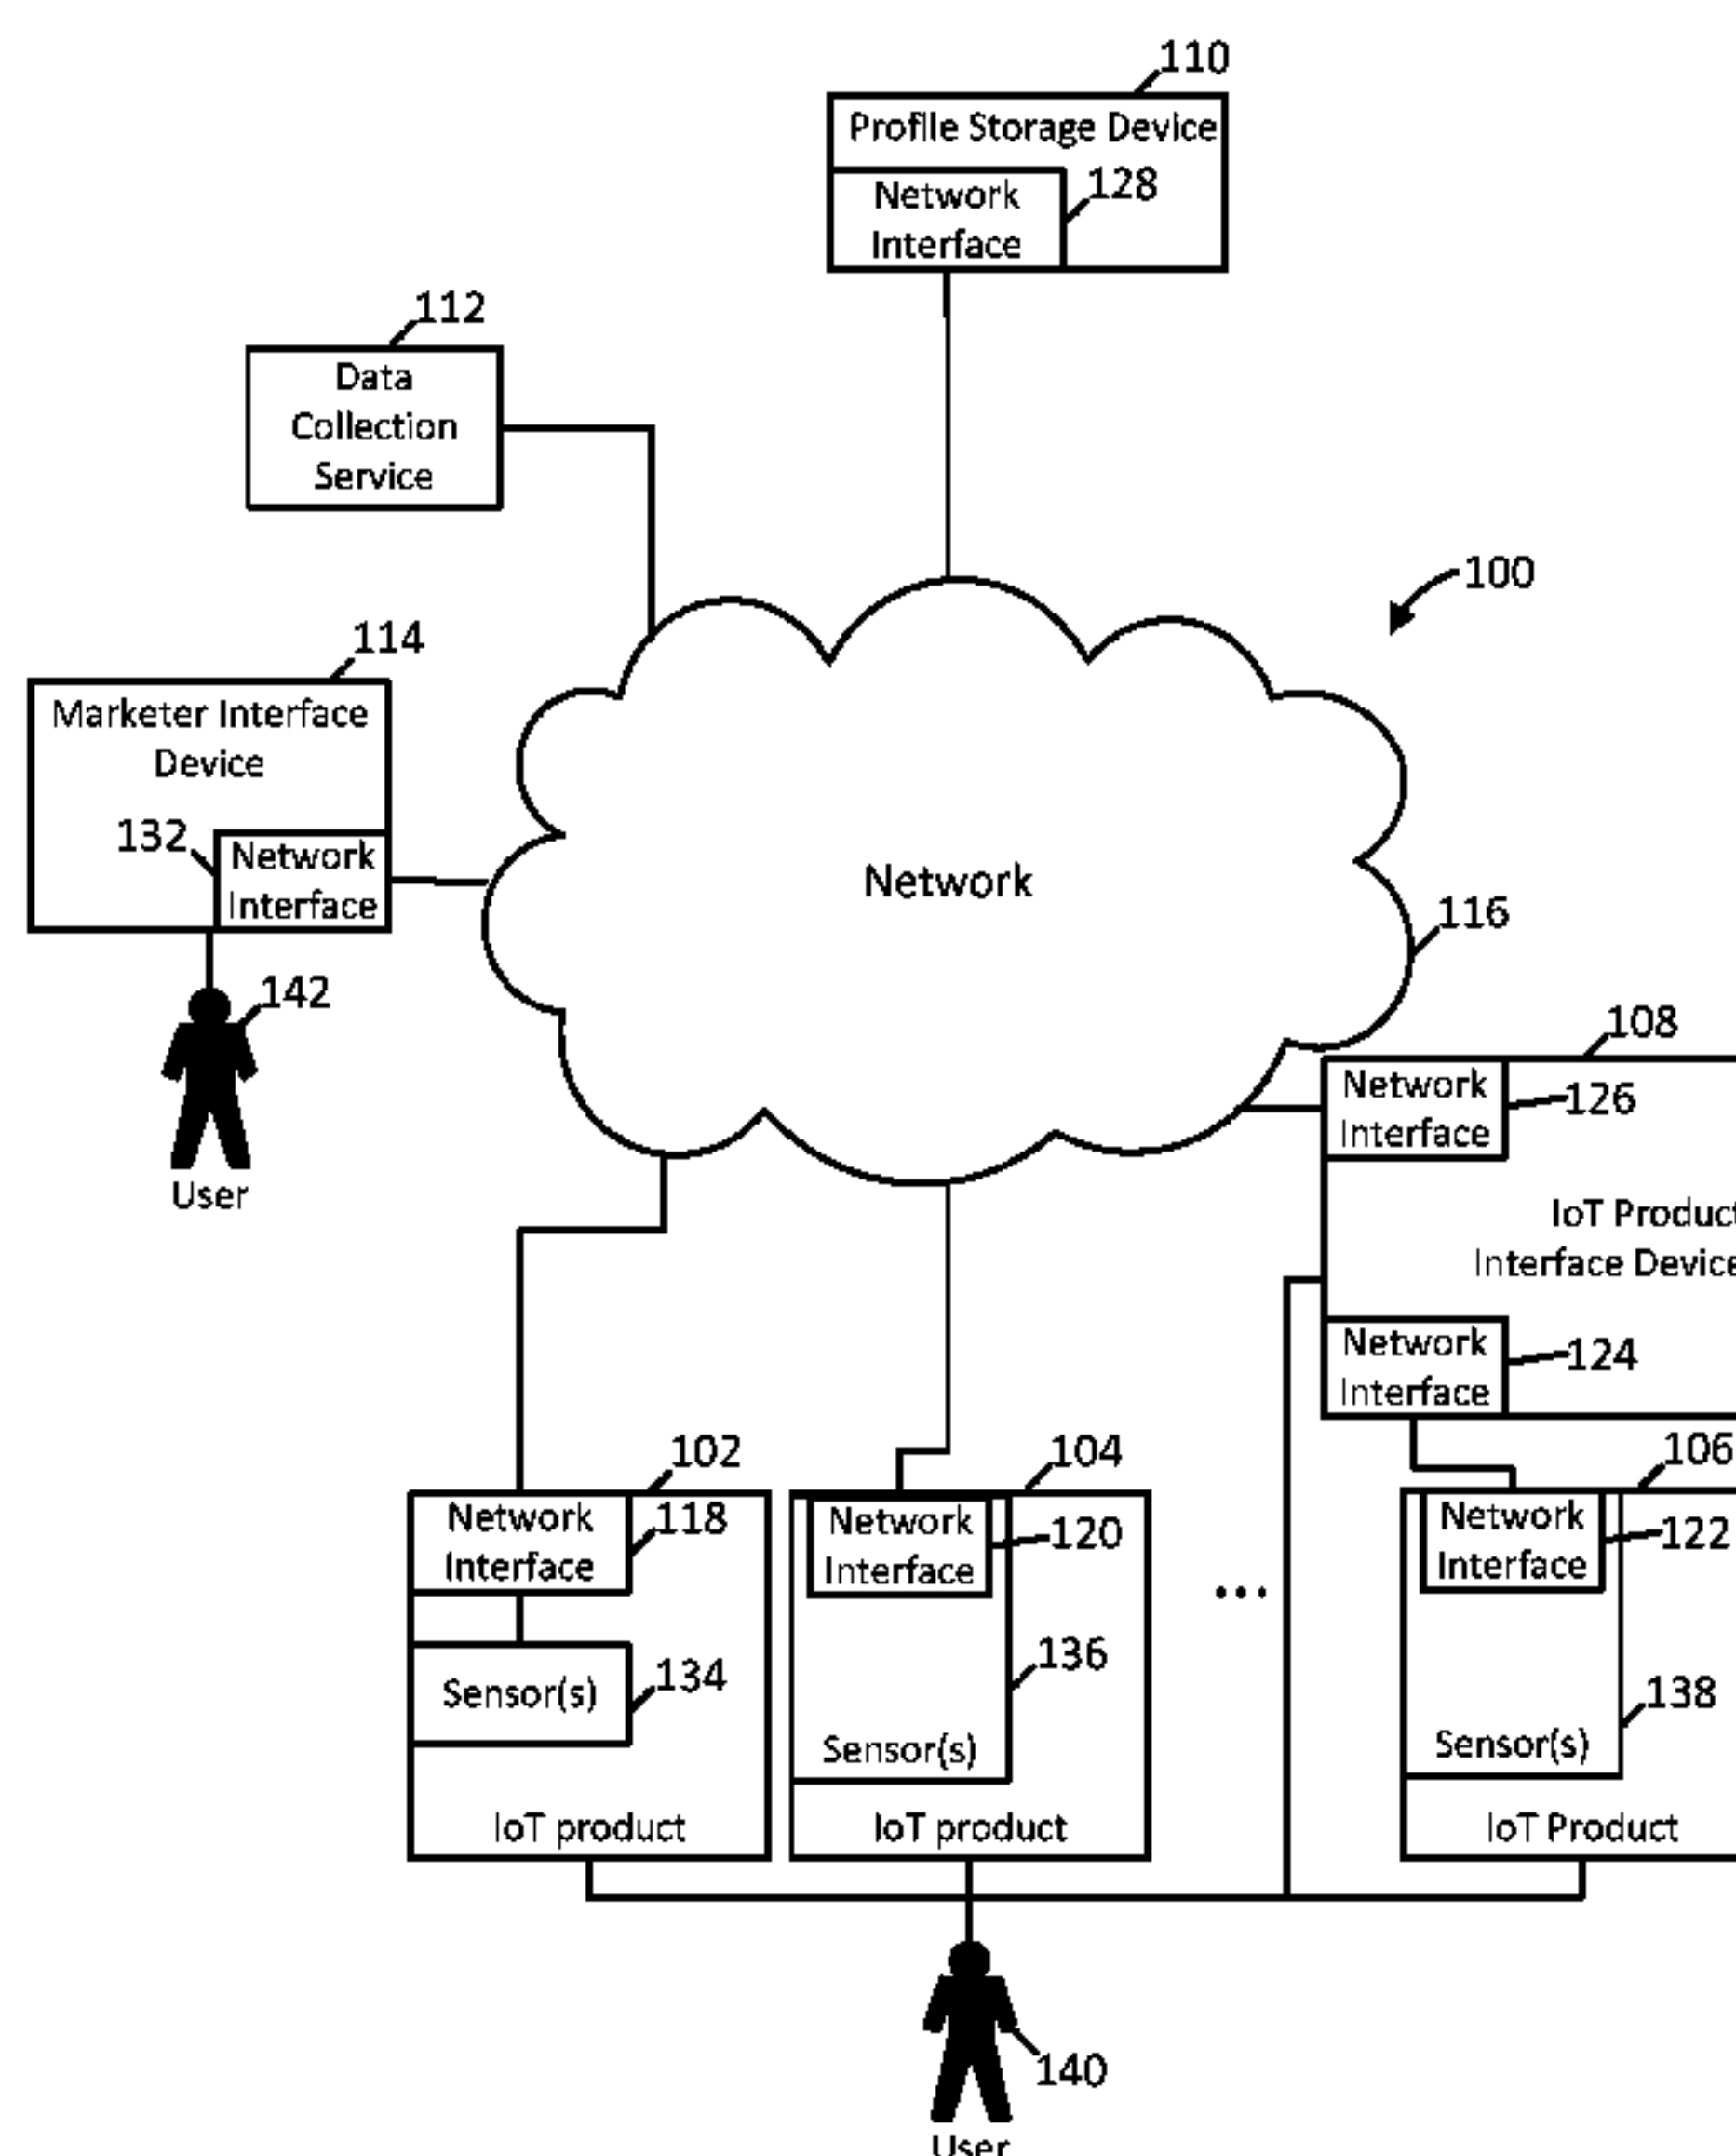 110
Profile Storage Device
128
Network
Interface
112
Data
Collection
Service
100
114
Marketer Interface
Device
132
Network
Interface
Network
116
142
User
108
Network
Interface
126
IoT Product
Interface Device
Network
Interface
124
102
104
106
Network
Interface
118
Network
Interface
120
Network
Interface
122
...
Sensor(s)
134
136
Sensor(s)
138
Sensor(s)
IoT product
IoT product
IoT Product
140
User